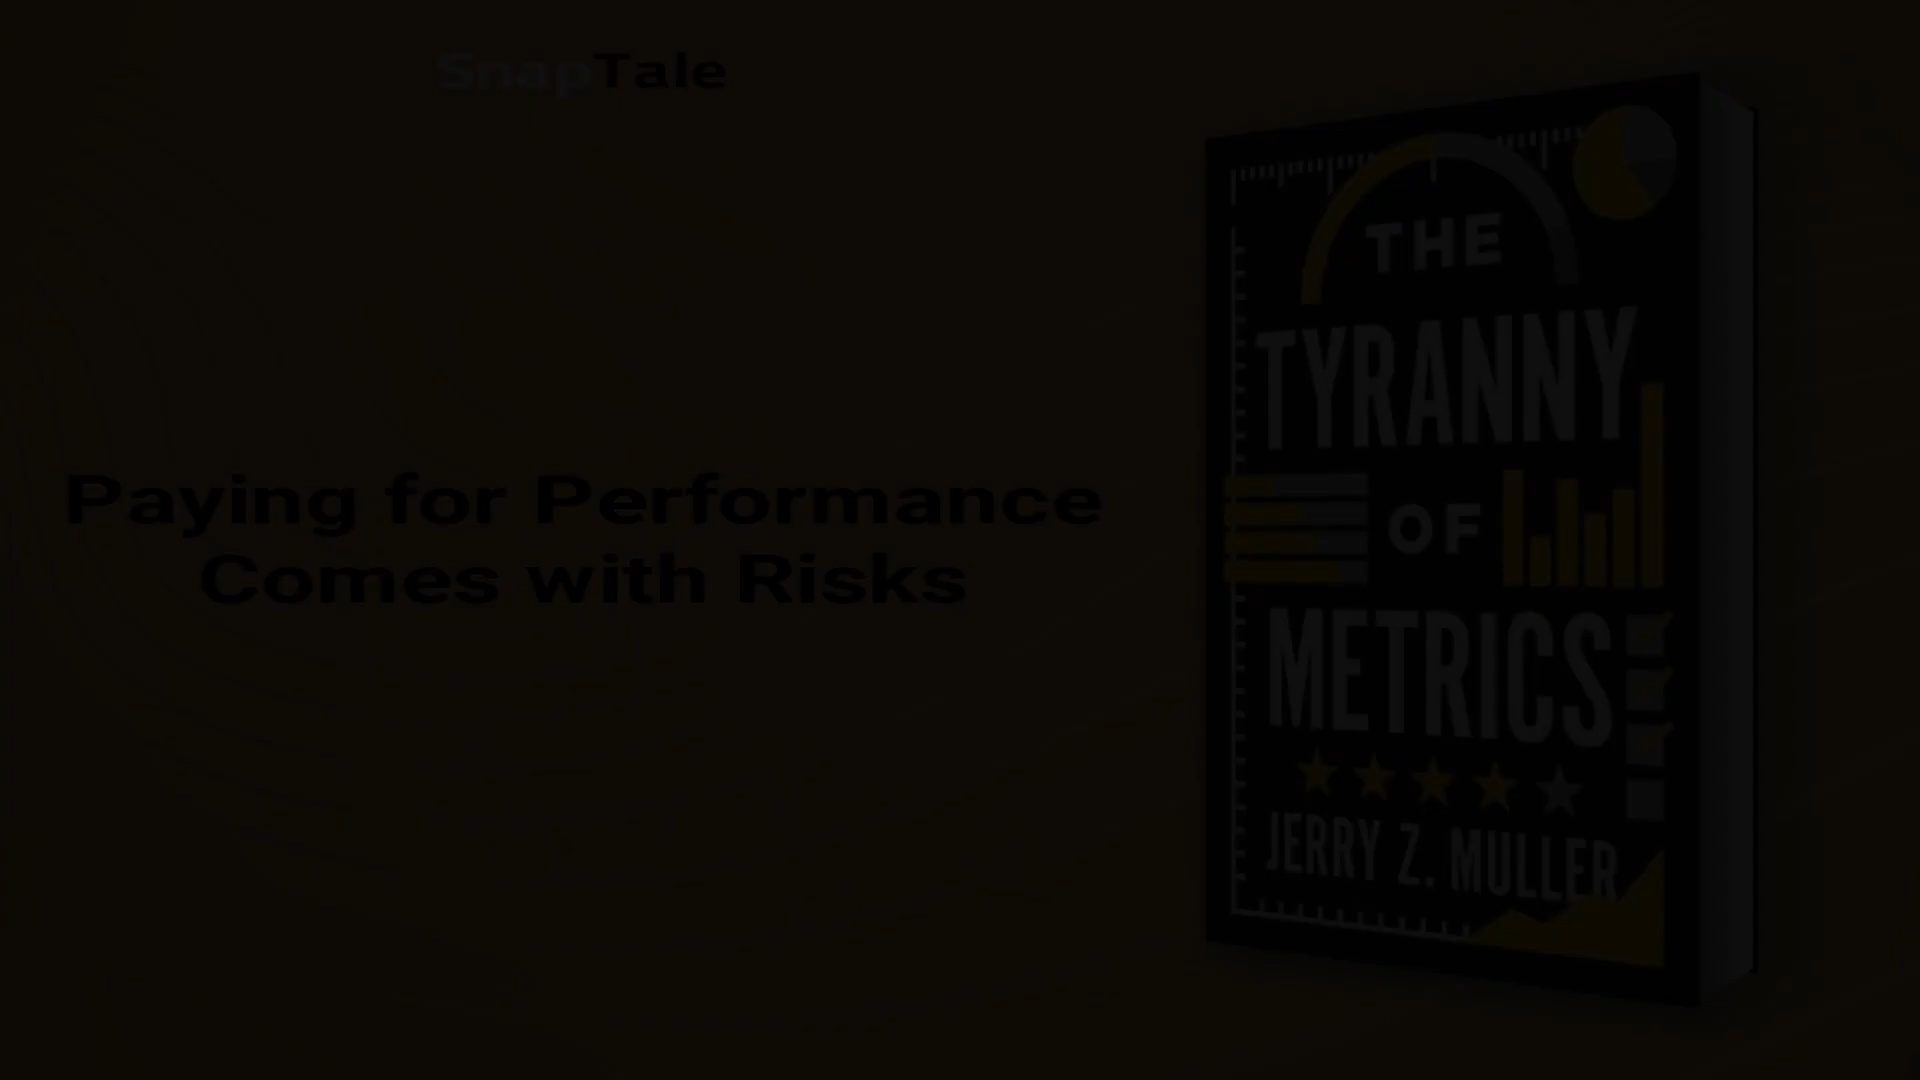 SnapTale
Paying for Performance
Comes with Risks
THE
TYRANNY
OF
METRICS
JERRY Z. MULLER